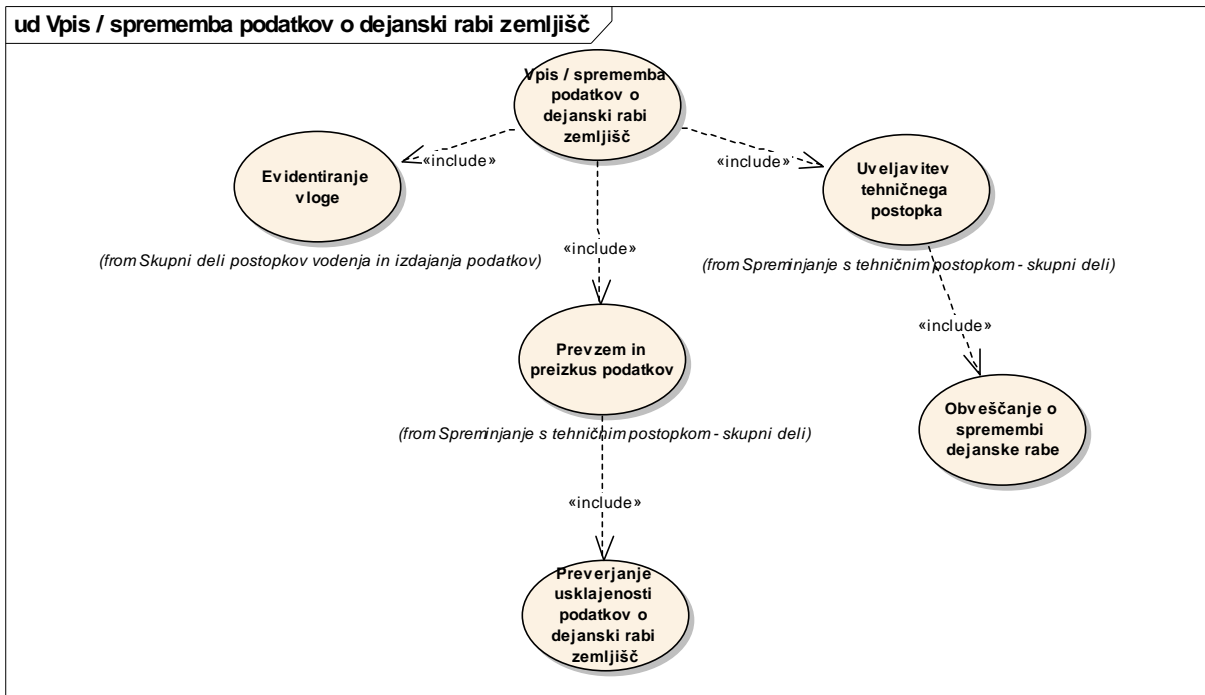 ud Vpis / sprememba podatkov o dejanski rabi zemljišč
Vpis / sprememba
podatkov o
dejanski rabi
zemljišč
«include»
«include»
Evidentiranje
vloge
Uveljavitev
tehničnega
postopka
«include»
(from Skupni deli postopkov vodenja in izdajanja podatkov)
(from Spreminjanje s tehničnim postopkom - skupni deli)
«include»
Prevzem in
preizkus podatkov
Obveščanje o
spremembi
dejanske rabe
(from Spreminjanje s tehničnim postopkom - skupni deli)
«include»
Preverjanje
usklajenosti
podatkov o
dejanski rabi
zemljišč